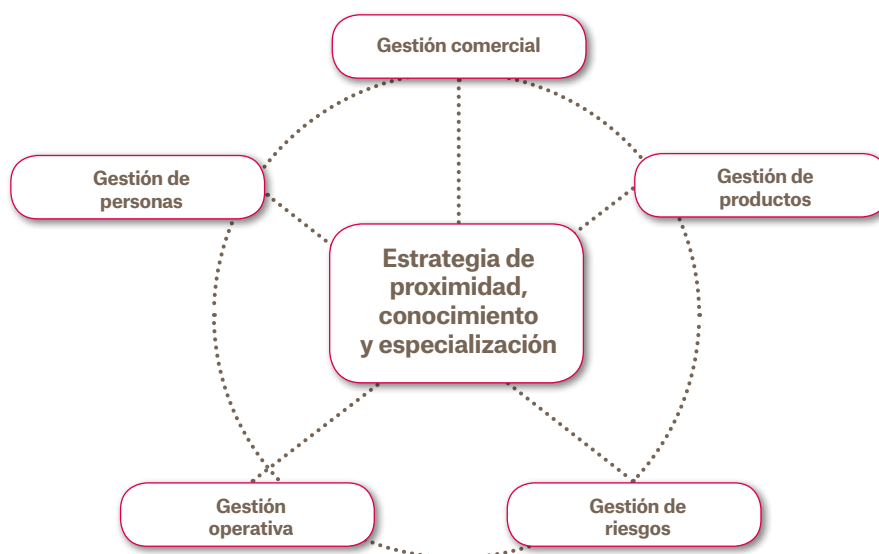 Gestión comercial
Gestión de
personas
Gestión de
productos
Estrategia de
proximidad,
conocimiento
y especialización
Gestión
operativa
Gestión de
riesgos